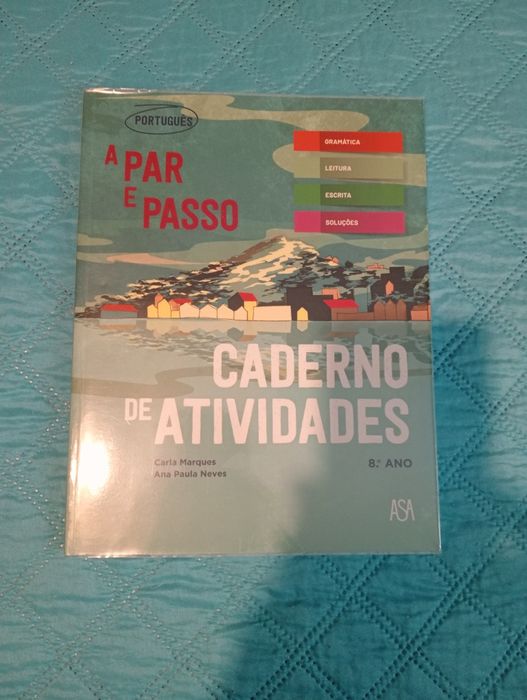 PORTUGUÊS
A PAR
E PASSO
GRAMÁTICA
LEITURA
ESCRITA
SOLUÇÕES
CADERNO
DE ATIVIDADES
Carla Marques
Ana Paula Neves
8.º ANO
ASA